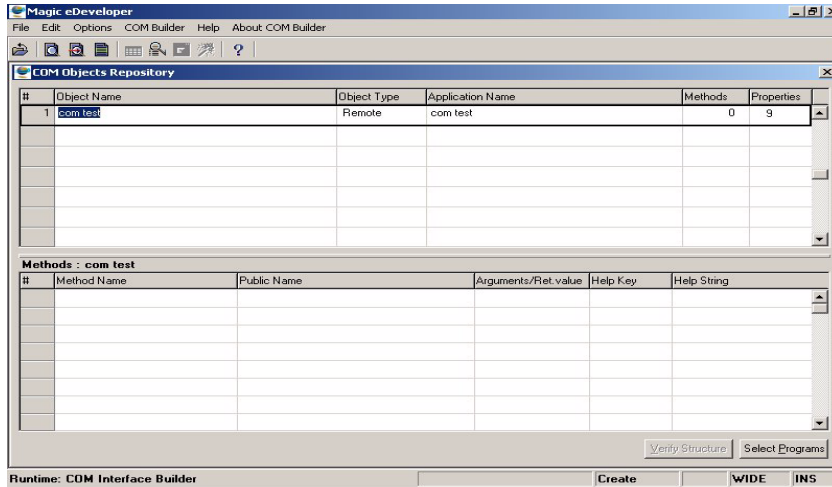 Magic eDeveloper
File Edit Options COM Builder Help About COM Builder
COM Objects Repository
# Object Name Object Type Application Name Methods Properties
1 com test Remote com test 0 9
Methods : com test
# Method Name Public Name Arguments/Ret.value Help Key Help String
Verify Structure Select Programs
Runtime: COM Interface Builder Create WIDE INS